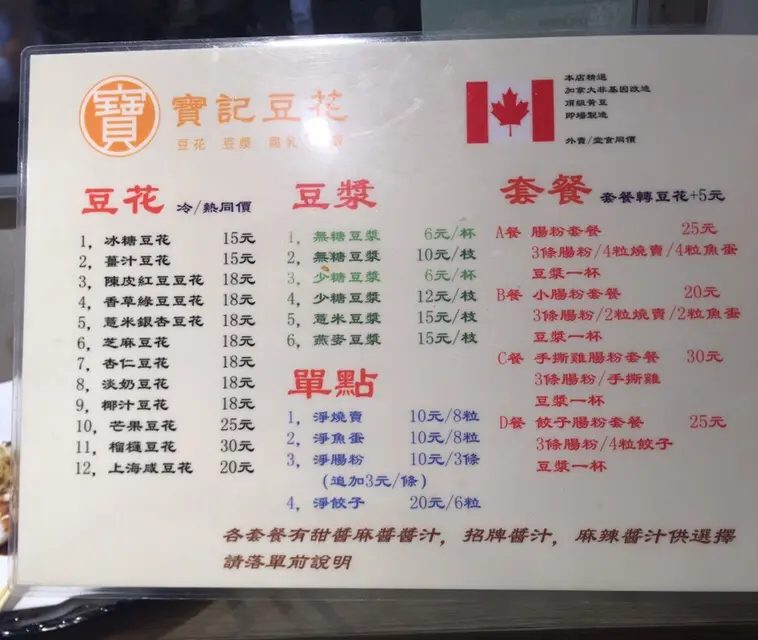 寶
寶記豆花
豆花 豆漿
本店精選
加拿大非基因改造
頂級黃豆
即場製造
外賣/堂食同價
豆花 冷/熱同價
1, 冰糖豆花 15元
2, 薑汁豆花 15元
3, 陳皮紅豆豆花 18元
4, 香草綠豆豆花 18元
5, 薏米銀杏豆花 18元
6, 芝麻豆花 18元
7, 杏仁豆花 18元
8, 淡奶豆花 18元
9, 椰汁豆花 18元
10, 芒果豆花 25元
11, 榴槤豆花 30元
12, 上海咸豆花 20元
豆漿
1, 無糖豆漿 6元/杯
2, 無糖豆漿 10元/枝
3, 少糖豆漿 6元/杯
4, 少糖豆漿 12元/枝
5, 薏米豆漿 15元/枝
6, 燕麥豆漿 15元/枝
單點
1, 淨燒賣 10元/8粒
2, 淨魚蛋 10元/8粒
3, 淨腸粉 10元/3條
(追加3元/條)
4, 淨餃子 20元/6粒
套餐 套餐轉豆花+5元
A餐 腸粉套餐 25元
3條腸粉/4粒燒賣/4粒魚蛋
豆漿一杯
B餐 小腸粉套餐 20元
3條腸粉/2粒燒賣/2粒魚蛋
豆漿一杯
C餐 手撕雞腸粉套餐 30元
3條腸粉/手撕雞
豆漿一杯
D餐 餃子腸粉套餐 25元
3條腸粉/4粒餃子
豆漿一杯
各套餐有甜醬麻醬醬汁, 招牌醬汁, 麻辣醬汁供選擇
請落單前說明